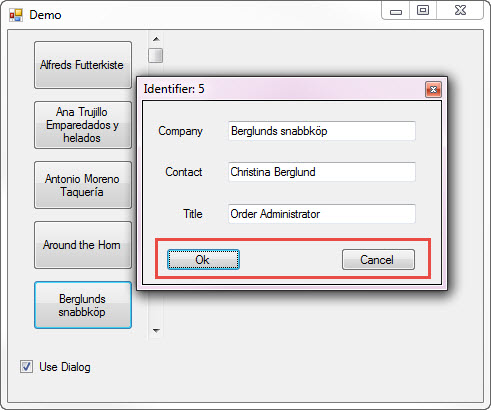 Demo
Alfreds Futterkiste
Ana Trujillo
Emparedados y
helados
Antonio Moreno
Taquería
Around the Horn
Berglunds
snabbköp
Use Dialog
Identifier: 5
Company Berglunds snabbköp
Contact Christina Berglund
Title Order Administrator
Ok Cancel